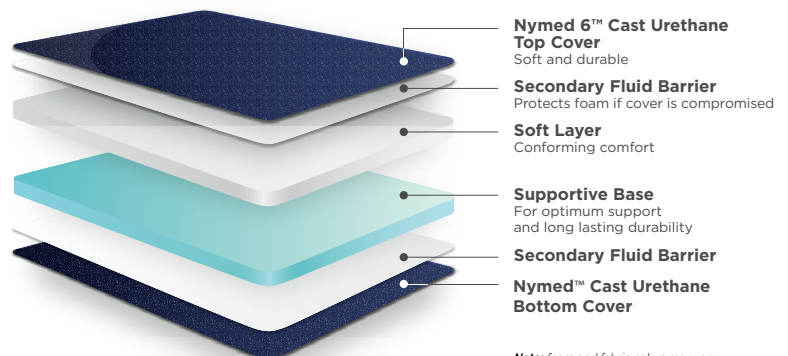 Nymed 6™ Cast Urethane
Top Cover
Soft and durable
Secondary Fluid Barrier
Protects foam if cover is compromised
Soft Layer
Conforming comfort
Supportive Base
For optimum support
and long lasting durability
Secondary Fluid Barrier
Nymed™ Cast Urethane
Bottom Cover